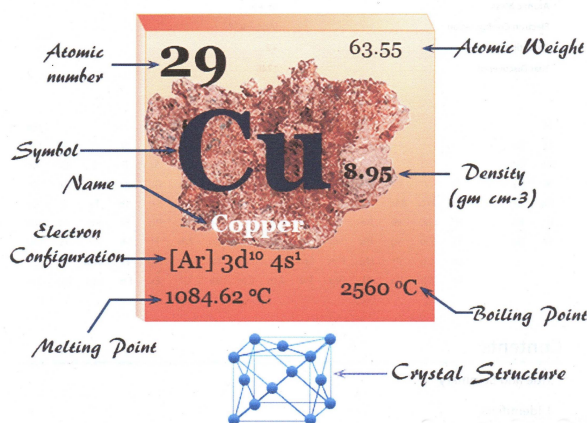 Atomic
number
29
63.55
Atomic Weight
Symbol
Cu
8.95
Density
(gm cm-3)
Name
Copper
Electron
Configuration
[Ar] 3d¹⁰ 4s¹
1084.62 °C
2560 °C
Melting Point
Boiling Point
Crystal Structure